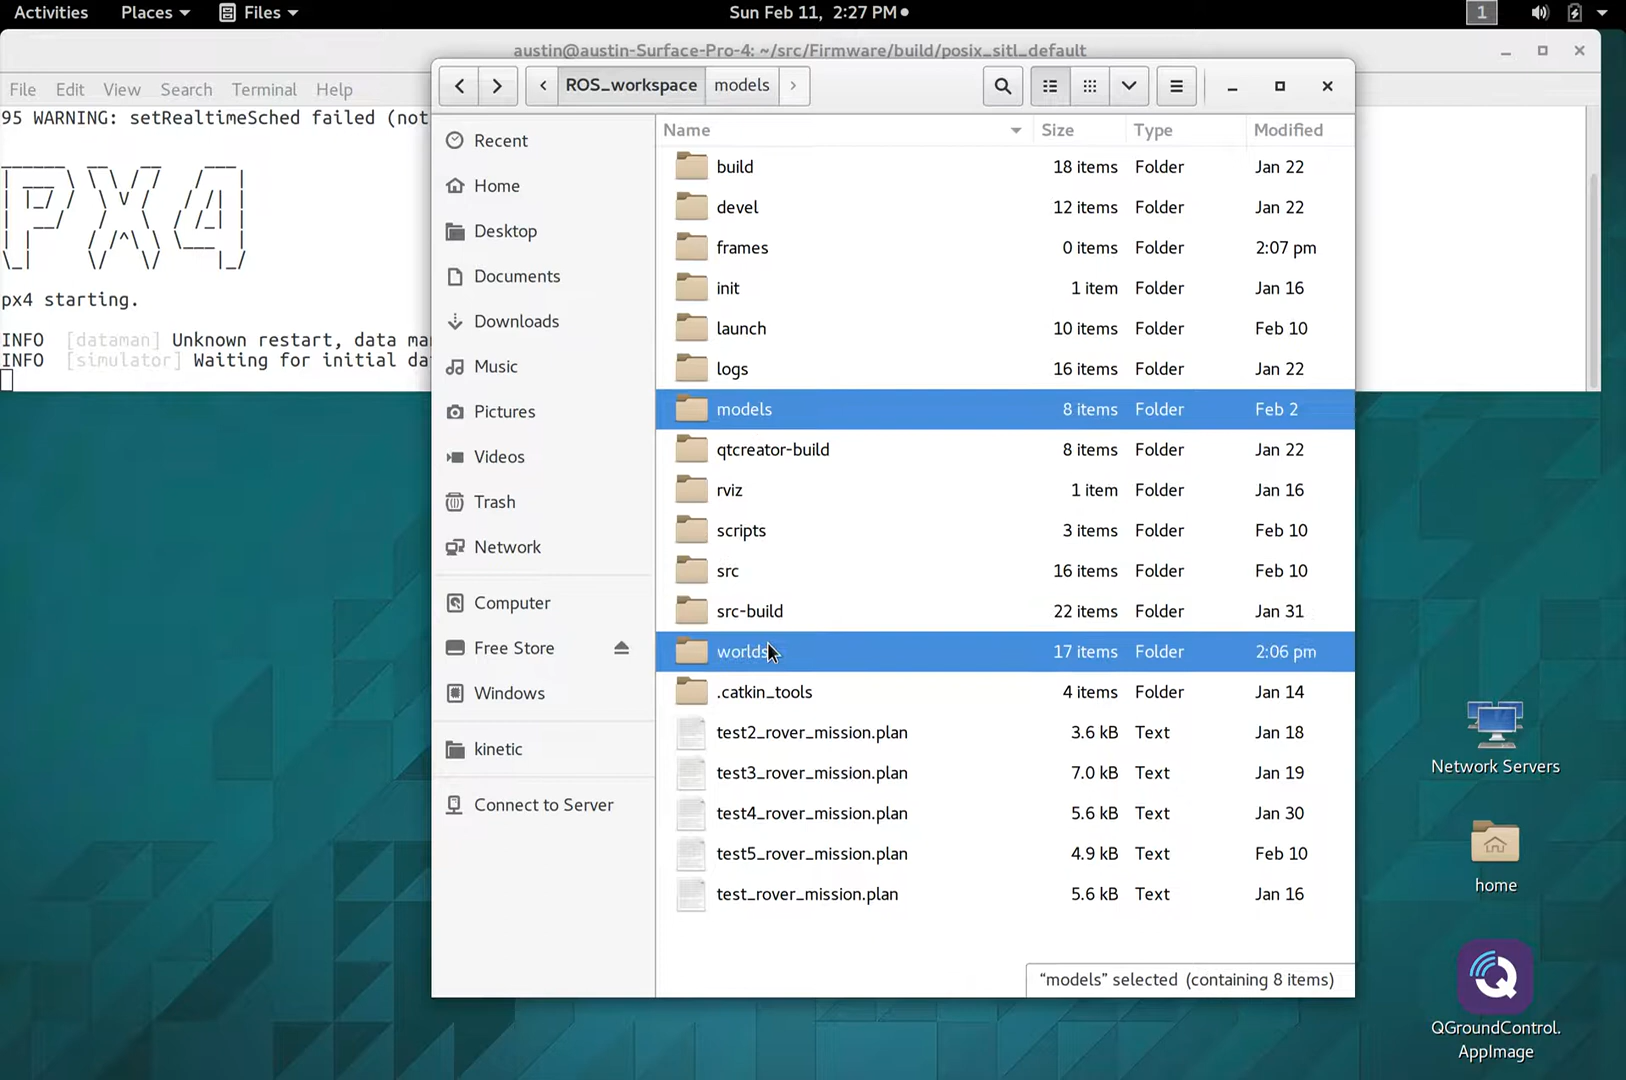 Activities Places Files Sun Feb 11, 2:27 PM 1
austin@austin-Surface-Pro-4: ~/src/Firmware/build/posix_sitl_default
File Edit View Search Terminal Help
95 WARNING: setRealtimeSched failed (not
PX4
px4 starting.
INFO [dataman] Unknown restart, data ma
INFO [simulator] Waiting for initial da
ROS_workspace models
Recent
Home
Desktop
Documents
Downloads
Music
Pictures
Videos
Trash
Network
Computer
Free Store
Windows
kinetic
Connect to Server
Name Size Type Modified
build 18 items Folder Jan 22
devel 12 items Folder Jan 22
frames 0 items Folder 2:07 pm
init 1 item Folder Jan 16
launch 10 items Folder Feb 10
logs 16 items Folder Jan 22
models 8 items Folder Feb 2
qtcreator-build 8 items Folder Jan 22
rviz 1 item Folder Jan 16
scripts 3 items Folder Feb 10
src 16 items Folder Feb 10
src-build 22 items Folder Jan 31
worlds 17 items Folder 2:06 pm
.catkin_tools 4 items Folder Jan 14
test2_rover_mission.plan 3.6 kB Text Jan 18
test3_rover_mission.plan 7.0 kB Text Jan 19
test4_rover_mission.plan 5.6 kB Text Jan 30
test5_rover_mission.plan 4.9 kB Text Feb 10
test_rover_mission.plan 5.6 kB Text Jan 16
“models” selected (containing 8 items)
Network Servers
home
QGroundControl.
AppImage